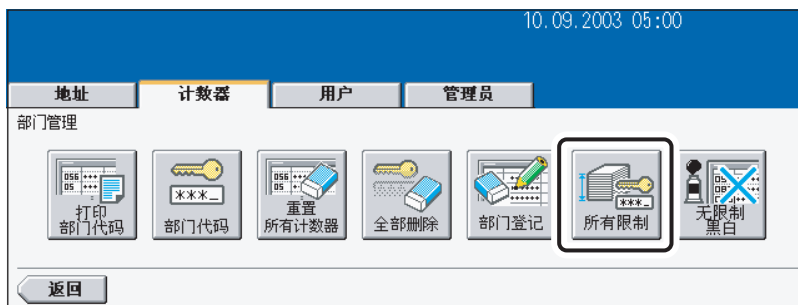 10.09.2003 05:00
地址 计数器 用户 管理员
部门管理
打印
部门代码
***_
部门代码
重置
所有计数器
全部删除
部门登记
***_
所有限制
无限制
黑白
返回